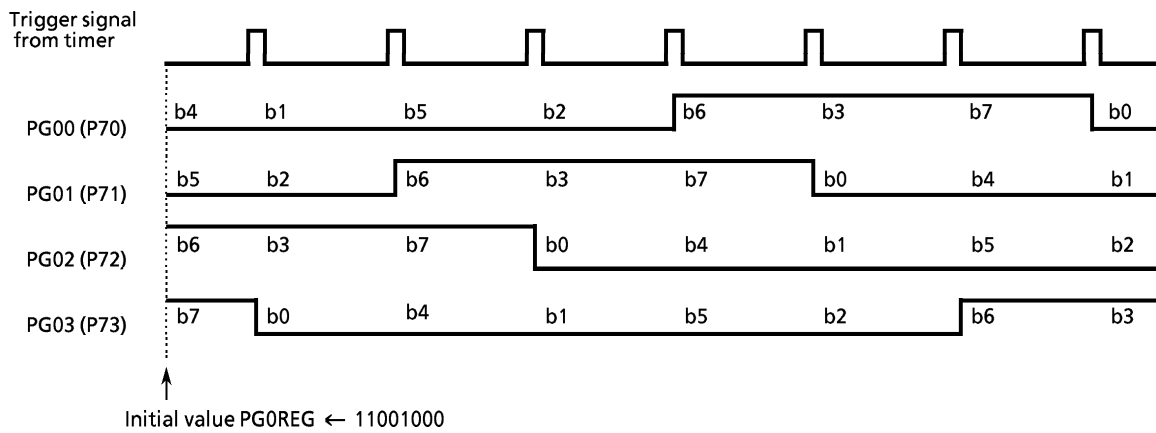 Trigger signal
from timer
b4 b1 b5 b2 b6 b3 b7 b0
PG00 (P70)
b5 b2 b6 b3 b7 b0 b4 b1
PG01 (P71)
b6 b3 b7 b0 b4 b1 b5 b2
PG02 (P72)
b7 b0 b4 b1 b5 b2 b6 b3
PG03 (P73)
Initial value PG0REG ← 11001000